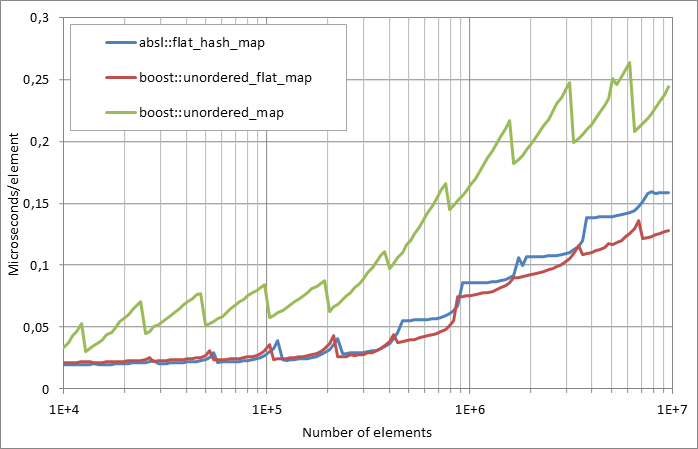 0,3
0,25
0,2
0,15
0,1
0,05
0
Microseconds/element
absl::flat_hash_map
boost::unordered_flat_map
boost::unordered_map
1E+4
1E+5
1E+6
1E+7
Number of elements